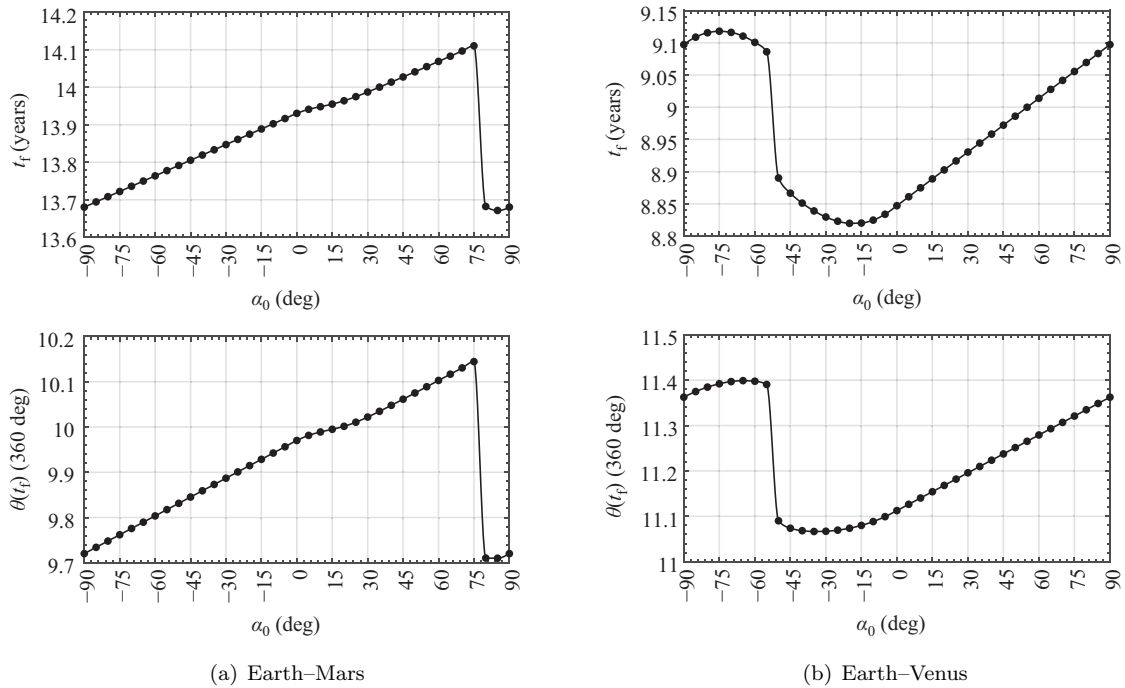 14.2
14.1
14
13.9
13.8
13.7
13.6
t_f (years)
−90 −75 −60 −45 −30 −15 0 15 30 45 60 75 90
α_0 (deg)
9.15
9.1
9.05
9
8.95
8.9
8.85
8.8
t_f (years)
−90 −75 −60 −45 −30 −15 0 15 30 45 60 75 90
α_0 (deg)
10.2
10.1
10
9.9
9.8
9.7
θ(t_f) (360 deg)
−90 −75 −60 −45 −30 −15 0 15 30 45 60 75 90
α_0 (deg)
11.5
11.4
11.3
11.2
11.1
11
θ(t_f) (360 deg)
−90 −75 −60 −45 −30 −15 0 15 30 45 60 75 90
α_0 (deg)
(a) Earth–Mars
(b) Earth–Venus